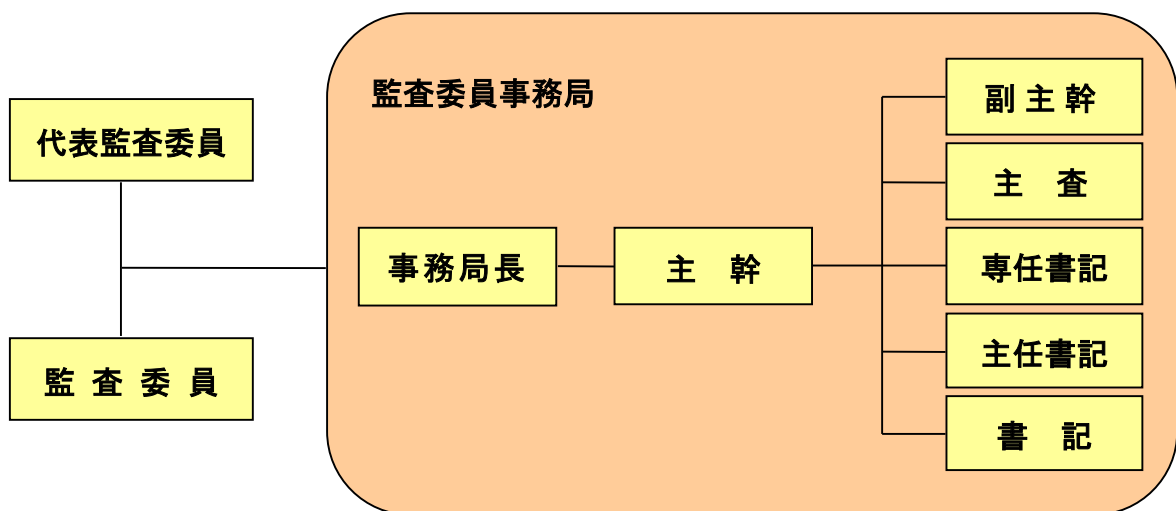 監査委員事務局
代表監査委員
監 査 委 員
事務局長
主 幹
副 主 幹
主 査
専任書記
主任書記
書 記